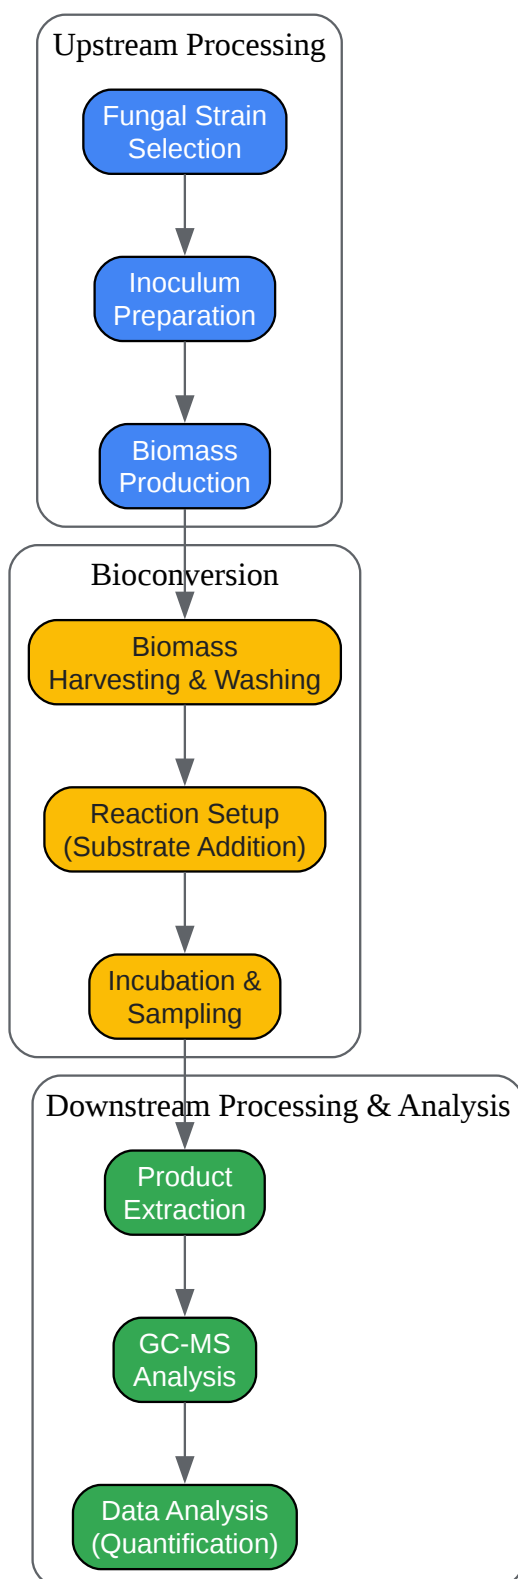 Upstream Processing
Fungal Strain
Selection
Inoculum
Preparation
Biomass
Production
Bioconversion
Biomass
Harvesting & Washing
Reaction Setup
(Substrate Addition)
Incubation &
Sampling
Downstream Processing & Analysis
Product
Extraction
GC-MS
Analysis
Data Analysis
(Quantification)